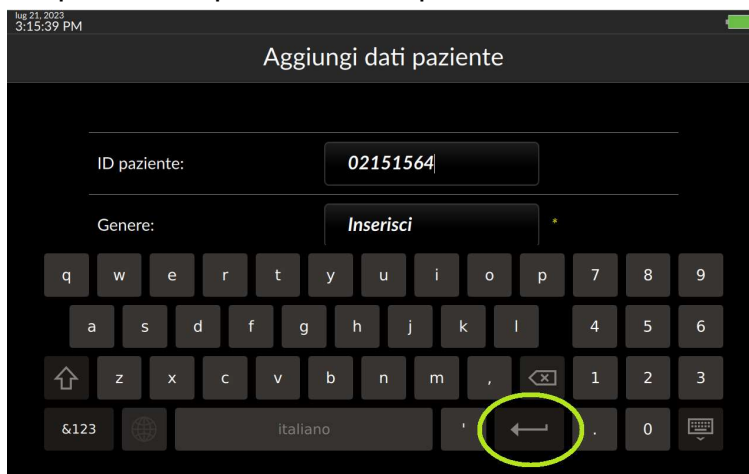 lug 21, 2023
3:15:39 PM
Aggiungi dati paziente
ID paziente: 02151564
Genere: Inserisci *
q w e r t y u i o p 7 8 9
a s d f g h j k l 4 5 6
z x c v b n m , 1 2 3
&123 italiano ' . 0